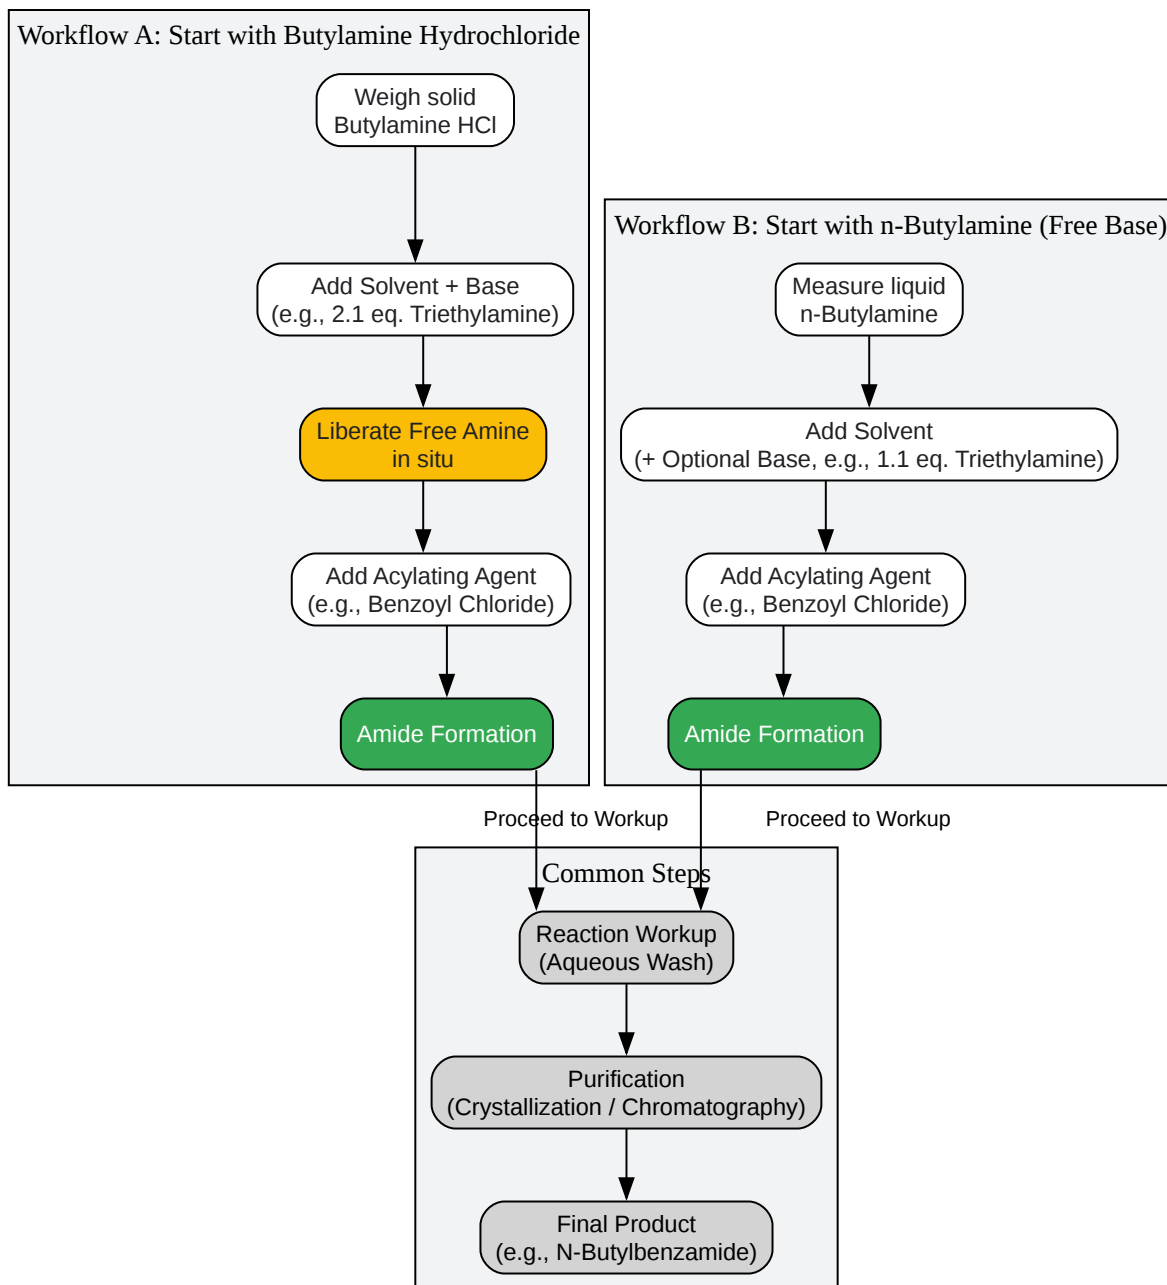 Workflow A: Start with Butylamine Hydrochloride
Weigh solid
Butylamine HCl
Add Solvent + Base
(e.g., 2.1 eq. Triethylamine)
Liberate Free Amine
in situ
Add Acylating Agent
(e.g., Benzoyl Chloride)
Amide Formation
Workflow B: Start with n-Butylamine (Free Base)
Measure liquid
n-Butylamine
Add Solvent
(+ Optional Base, e.g., 1.1 eq. Triethylamine)
Add Acylating Agent
(e.g., Benzoyl Chloride)
Amide Formation
Proceed to Workup
Proceed to Workup
Common Steps
Reaction Workup
(Aqueous Wash)
Purification
(Crystallization / Chromatography)
Final Product
(e.g., N-Butylbenzamide)